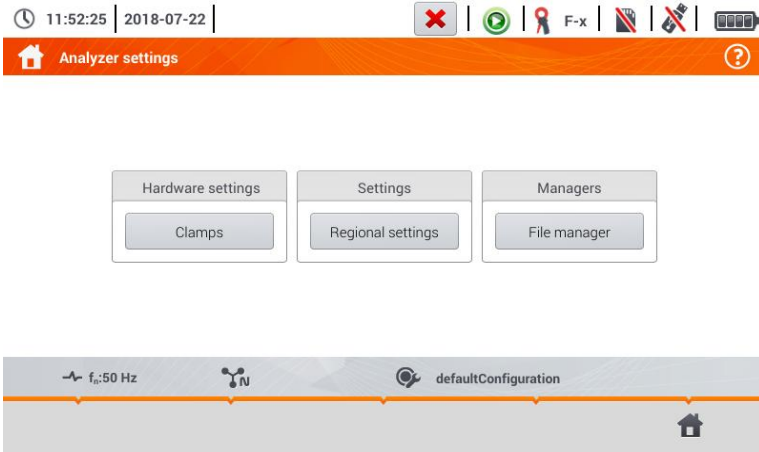 11:52:25 2018-07-22 F-x
Analyzer settings ?
Hardware settings Settings Managers
Clamps Regional settings File manager
fn:50 Hz N defaultConfiguration